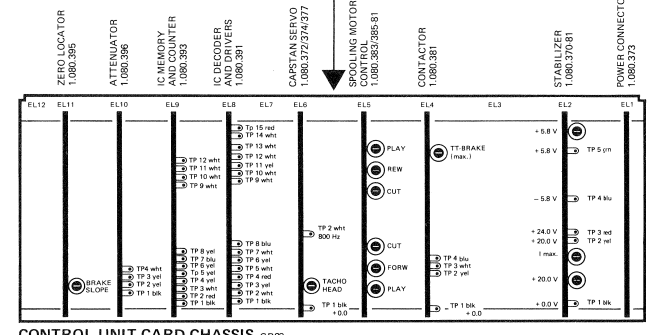 ZERO LOCATOR
1.080.395
ATTENUATOR
1.080.396
IC MEMORY
AND COUNTER
1.080.393
IC DECODER
AND DRIVERS
1.080.391
CAPSTAN SERVO
1.080.372/374/377
SPOOLING MOTOR
CONTROL
1.080.383/385-81
CONTACTOR
1.080.381
STABILIZER
1.080.370-81
POWER CONNECTO
1.080.373
EL12 EL11 EL10 EL9 EL8 EL7 EL6 EL5 EL4 EL3 EL2 EL1
BRAKE
SLOPE
TP4 wht
TP 3 yel
TP 2 yel
TP 1 blk
TP 12 wht
TP 11 wht
TP 10 wht
TP 9 wht
TP 8 yel
TP 7 blu
TP 6 yel
Tp 5 yel
TP 4 yel
TP 3 wht
TP 2 red
TP 1 blk
Tp 15 red
TP 14 wht
TP 13 wht
TP 12 wht
TP 11 yel
TP 10 wht
TP 9 wht
TP 8 blu
TP 7 wht
TP 6 yel
TP 5 wht
TP 4 red
TP 3 yel
TP 2 wht
TP 1 blk
TP 2 wht
800 Hz
TACHO
HEAD
TP 1 blk
+ 0.0
PLAY
REW
CUT
CUT
FORW
PLAY
TT-BRAKE
(max.)
TP 4 blu
TP 3 wht
TP 2 yel
TP 1 blk
+ 0.0
+ 5.8 V
+ 5.8 V TP 5 grn
– 5.8 V TP 4 blu
+ 24.0 V TP 3 red
+ 20.0 V TP 2 yel
I max.
+ 20.0 V
+ 0.0 V TP 1 blk
CONTROL UNIT CARD CHASSIS